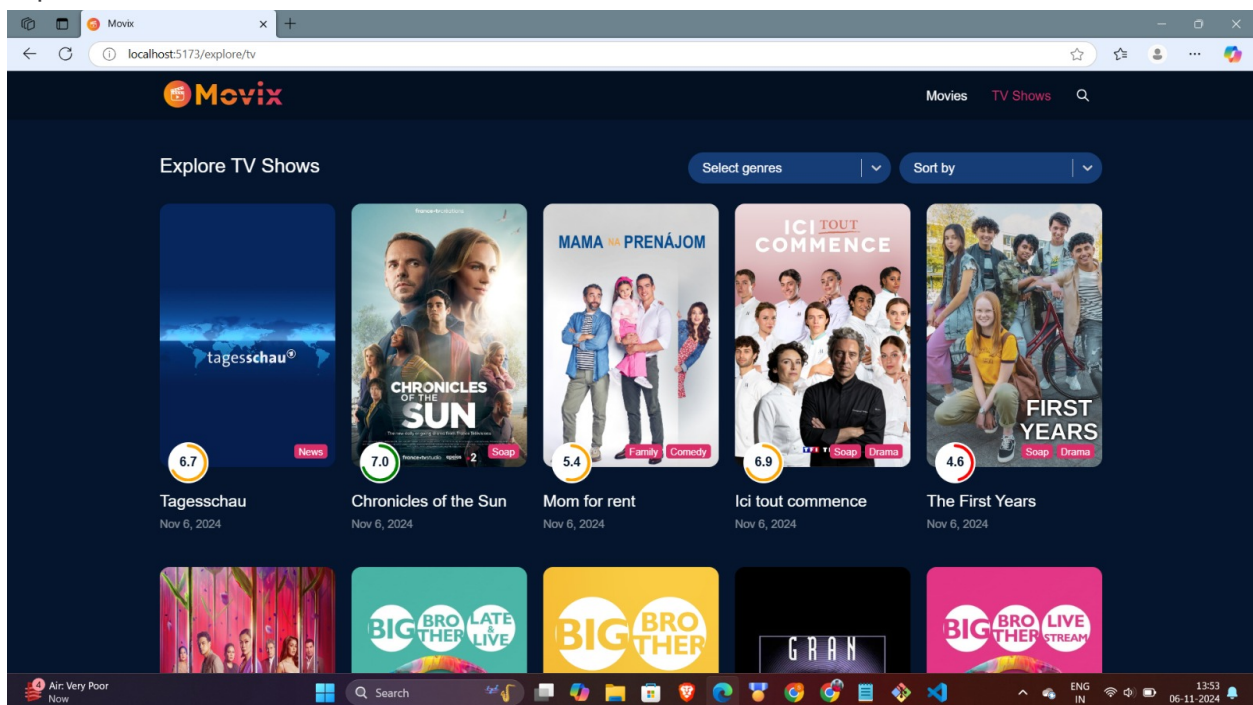 Movix
localhost:5173/explore/tv
Movix
Movies TV Shows
Explore TV Shows
Select genres
Sort by
tagesschau
News
6.7
Tagesschau
Nov 6, 2024
CHRONICLES
OF THE
SUN
2
Soap
7.0
Chronicles of the Sun
Nov 6, 2024
MAMA NA PRENÁJOM
Family Comedy
5.4
Mom for rent
Nov 6, 2024
ICI TOUT
COMMENCE
Soap Drama
6.9
Ici tout commence
Nov 6, 2024
FIRST
YEARS
Soap Drama
4.6
The First Years
Nov 6, 2024
BIG BROTHER LATE & LIVE
BIG BROTHER
GRAN
BIG BROTHER LIVE STREAM
4
Air: Very Poor
Now
Search
ENG
IN
13:53
06-11-2024